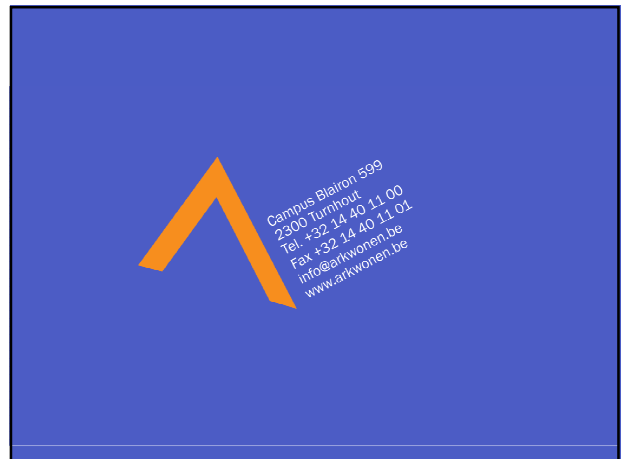 Campus Blairon 599
2300 Turnhout
Tel. +32 14 40 11 00
Fax +32 14 40 11 01
info@arkwonen.be
www.arkwonen.be